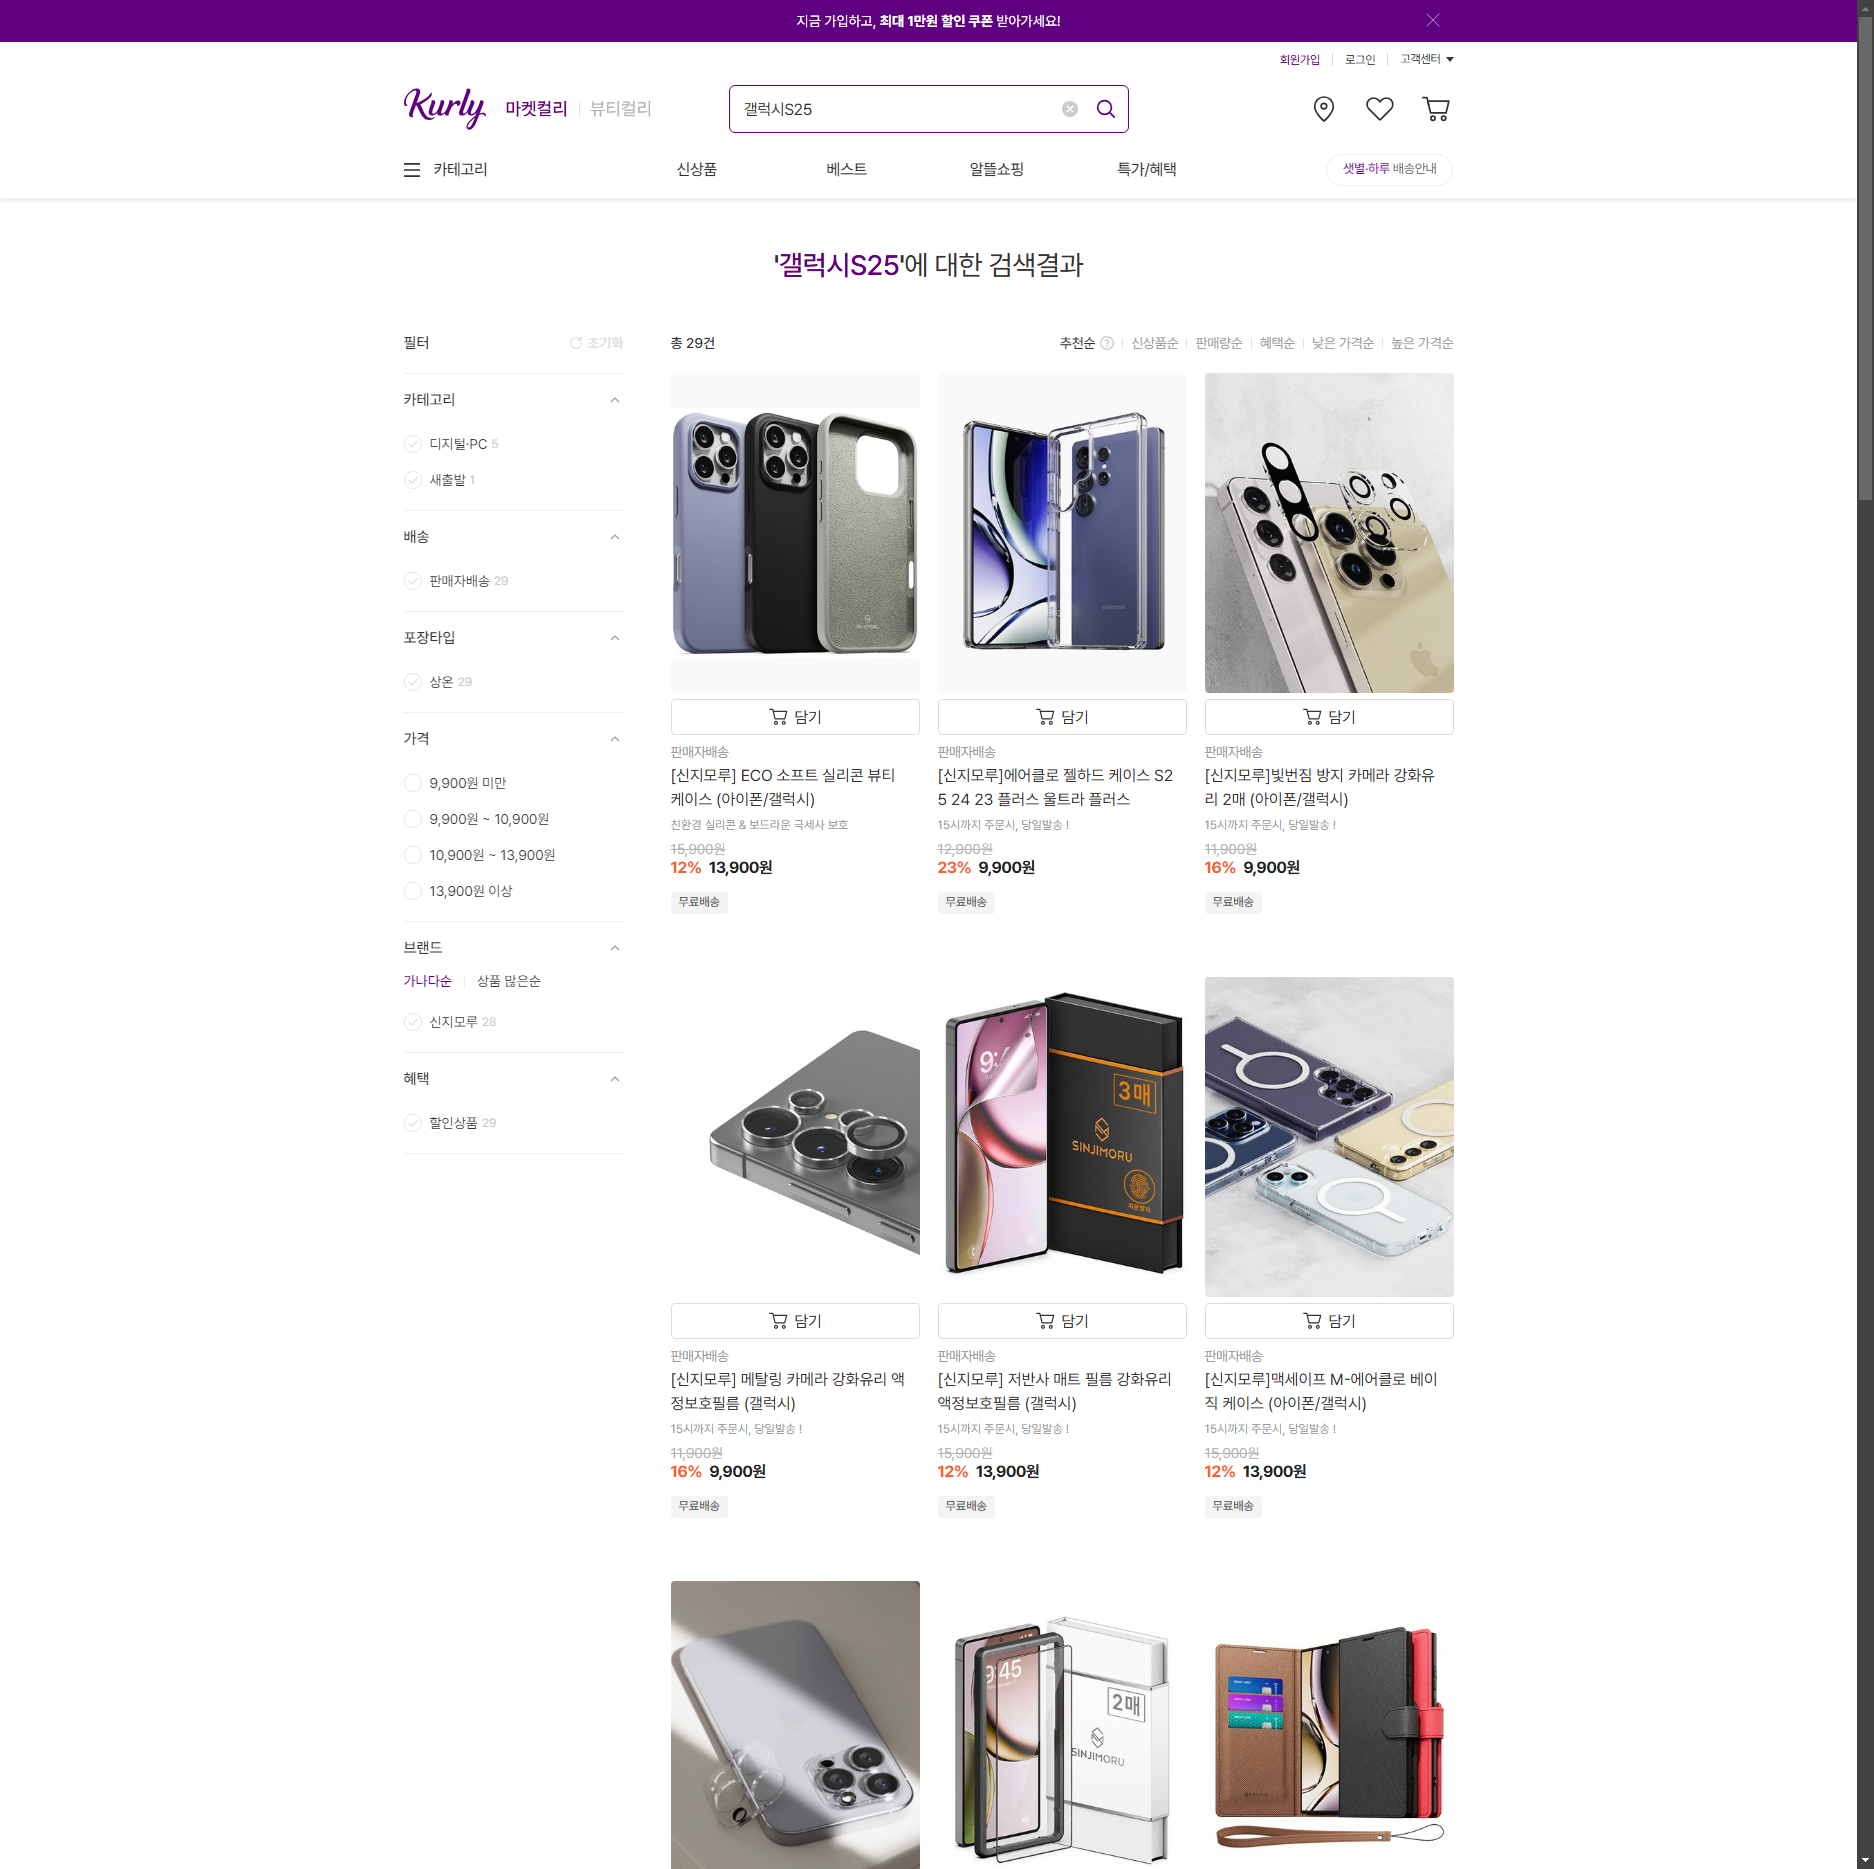 지금 가입하고, 최대 1만원 할인 쿠폰 받아가세요!
회원가입
로그인
고객센터
Kurly
마켓컬리
뷰티컬리
갤럭시S25
카테고리
신상품
베스트
알뜰쇼핑
특가/혜택
샛별·하루 배송안내
'갤럭시S25'에 대한 검색결과
필터
초기화
총 29건
추천순
신상품순
판매량순
혜택순
낮은 가격순
높은 가격순
카테고리
디지털·PC 5
새출발 1
배송
판매자배송 29
포장타입
상온 29
가격
9,900원 미만
9,900원 ~ 10,900원
10,900원 ~ 13,900원
13,900원 이상
브랜드
가나다순
상품 많은순
신지모루 28
혜택
할인상품 29
SINJIMORU
SAMSUNG
담기
판매자배송
[신지모루] ECO 소프트 실리콘 뷰티
케이스 (아이폰/갤럭시)
친환경 실리콘 & 보드라운 극세사 보호
15,900원
12% 13,900원
무료배송
담기
판매자배송
[신지모루]에어클로 젤하드 케이스 S2
5 24 23 플러스 울트라 플러스
15시까지 주문시, 당일발송 !
12,900원
23% 9,900원
무료배송
담기
판매자배송
[신지모루]빛번짐 방지 카메라 강화유
리 2매 (아이폰/갤럭시)
15시까지 주문시, 당일발송 !
11,900원
16% 9,900원
무료배송
담기
판매자배송
[신지모루] 메탈링 카메라 강화유리 액
정보호필름 (갤럭시)
15시까지 주문시, 당일발송 !
11,900원
16% 9,900원
무료배송
3매
SINJIMORU
지문방지
담기
판매자배송
[신지모루] 저반사 매트 필름 강화유리
액정보호필름 (갤럭시)
15시까지 주문시, 당일발송 !
15,900원
12% 13,900원
무료배송
담기
판매자배송
[신지모루]맥세이프 M-에어클로 베이
직 케이스 (아이폰/갤럭시)
15시까지 주문시, 당일발송 !
15,900원
12% 13,900원
무료배송
9:45
2매
SINJIMORU